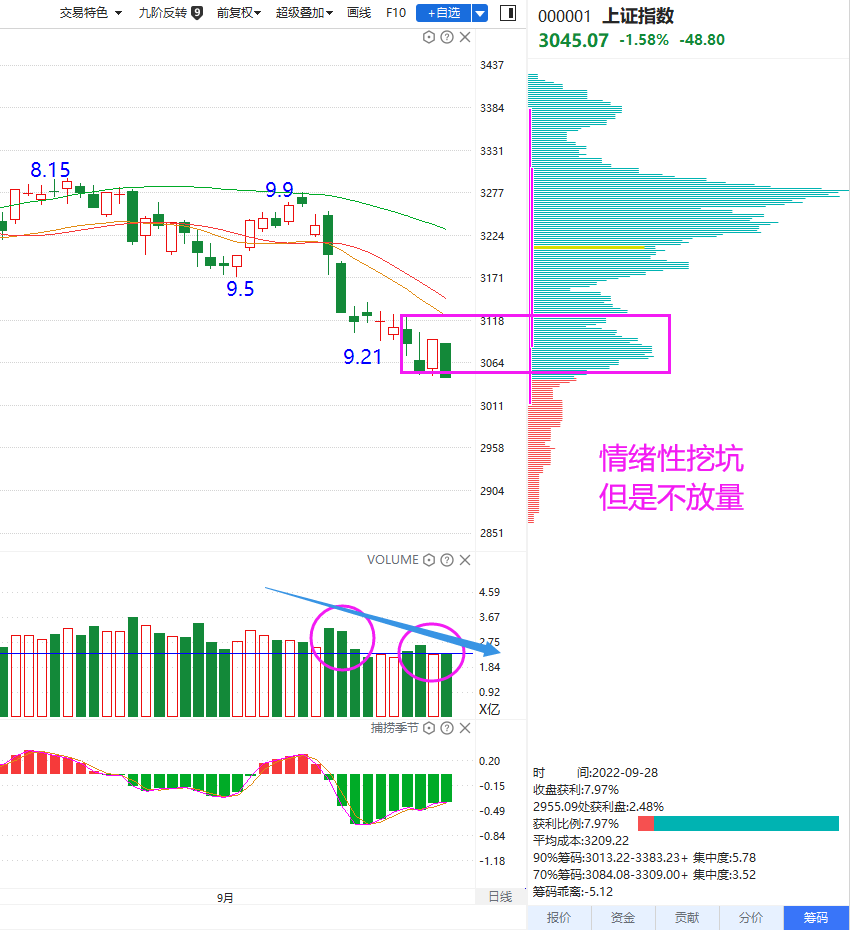 交易特色 九阶反转 9 前复权 超级叠加 画线 F10 +自选
000001 上证指数
3045.07 -1.58% -48.80
3437
3384
3331
8.15
9.9
3277
3224
9.5
3171
3118
9.21
3064
3011
2958
2904
2851
情绪性挖坑
但是不放量
VOLUME
4.59
3.67
2.75
1.84
0.92
X亿
捕捞季节
0.20
-0.15
-0.49
-0.84
-1.18
9月
日线
时 间:2022-09-28
收盘获利:7.97%
2955.09处获利盘:2.48%
获利比例:7.97%
平均成本:3209.22
90%筹码:3013.22-3383.23+ 集中度:5.78
70%筹码:3084.08-3309.00+ 集中度:3.52
筹码乖离:-5.12
报价 资金 贡献 分价 筹码